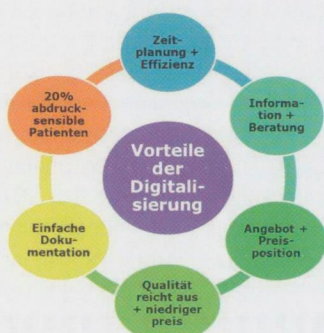 Zeit-
planung +
Effizienz
Informa-
tion +
Beratung
Angebot +
Preis-
position
Qualität
reicht aus
+ niedriger
preis
Einfache
Doku-
mentation
20%
abdruck-
sensible
Patienten
Vorteile
der
Digitali-
sierung